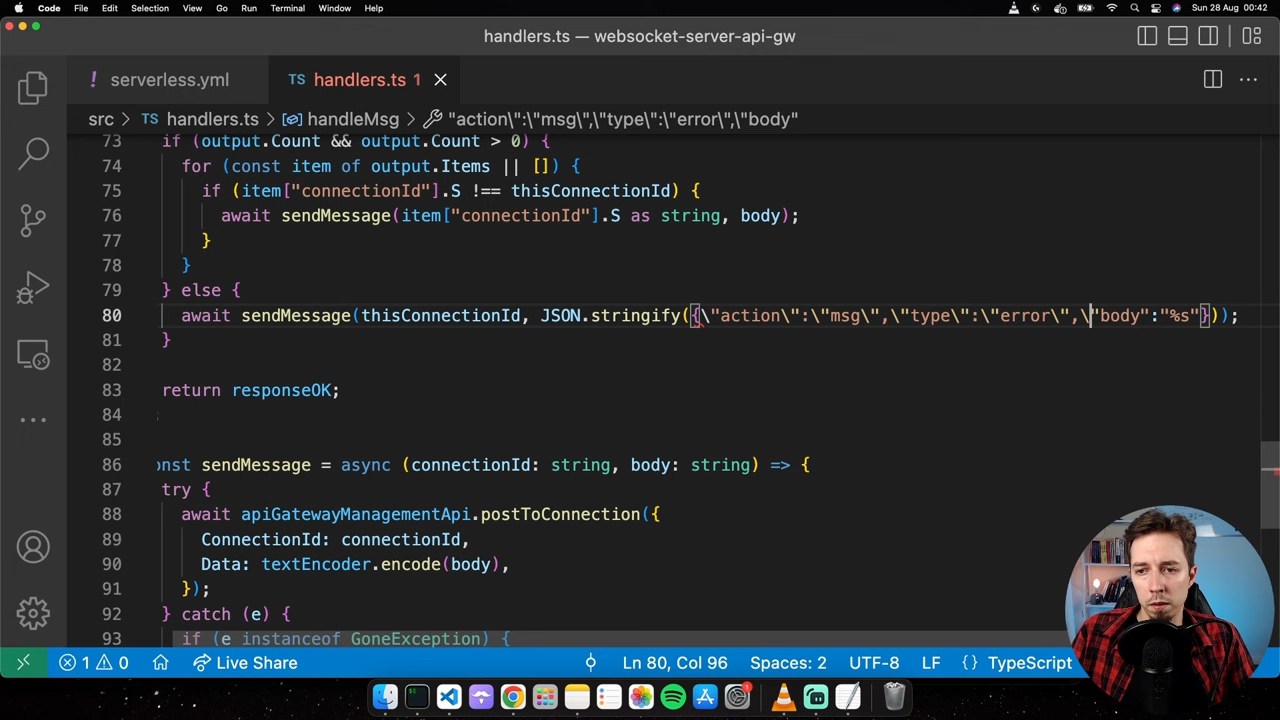 Code File Edit Selection View Go Run Terminal Window Help Sun 28 Aug 00:42
handlers.ts — websocket-server-api-gw
! serverless.yml TS handlers.ts 1
src > TS handlers.ts > handleMsg > "action\":\"msg\",\"type\":\"error\",\"body"
73 if (output.Count && output.Count > 0) {
74 for (const item of output.Items || []) {
75 if (item["connectionId"].S !== thisConnectionId) {
76 await sendMessage(item["connectionId"].S as string, body);
77 }
78 }
79 } else {
80 await sendMessage(thisConnectionId, JSON.stringify({\"action\":\"msg\",\"type\":\"error\",\"body":"%s"}));
81 }
82
83 return responseOK;
84 ;
85
86 onst sendMessage = async (connectionId: string, body: string) => {
87 try {
88 await apiGatewayManagementApi.postToConnection({
89 ConnectionId: connectionId,
90 Data: textEncoder.encode(body),
91 });
92 } catch (e) {
93 if (e instanceof GoneException) {
1 0 Live Share Ln 80, Col 96 Spaces: 2 UTF-8 LF {} TypeScript
1